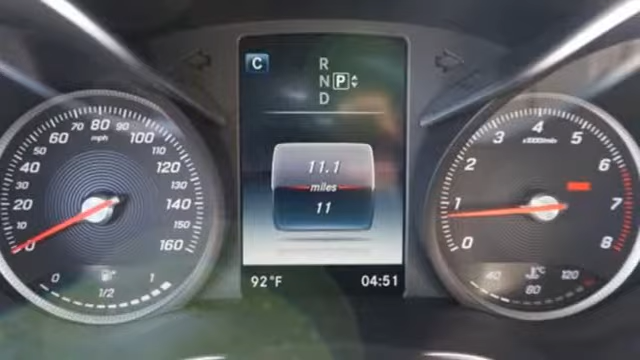 C
R
N P
D
11.1
miles
11
92°F 04:51
0 10 20 30 40 50 60 70 80 90 100 110 120 130 140 150 160
mph
0 1/2 1
0 1 2 3 4 5 6 7 8
x1000/min
40 80 120
°C